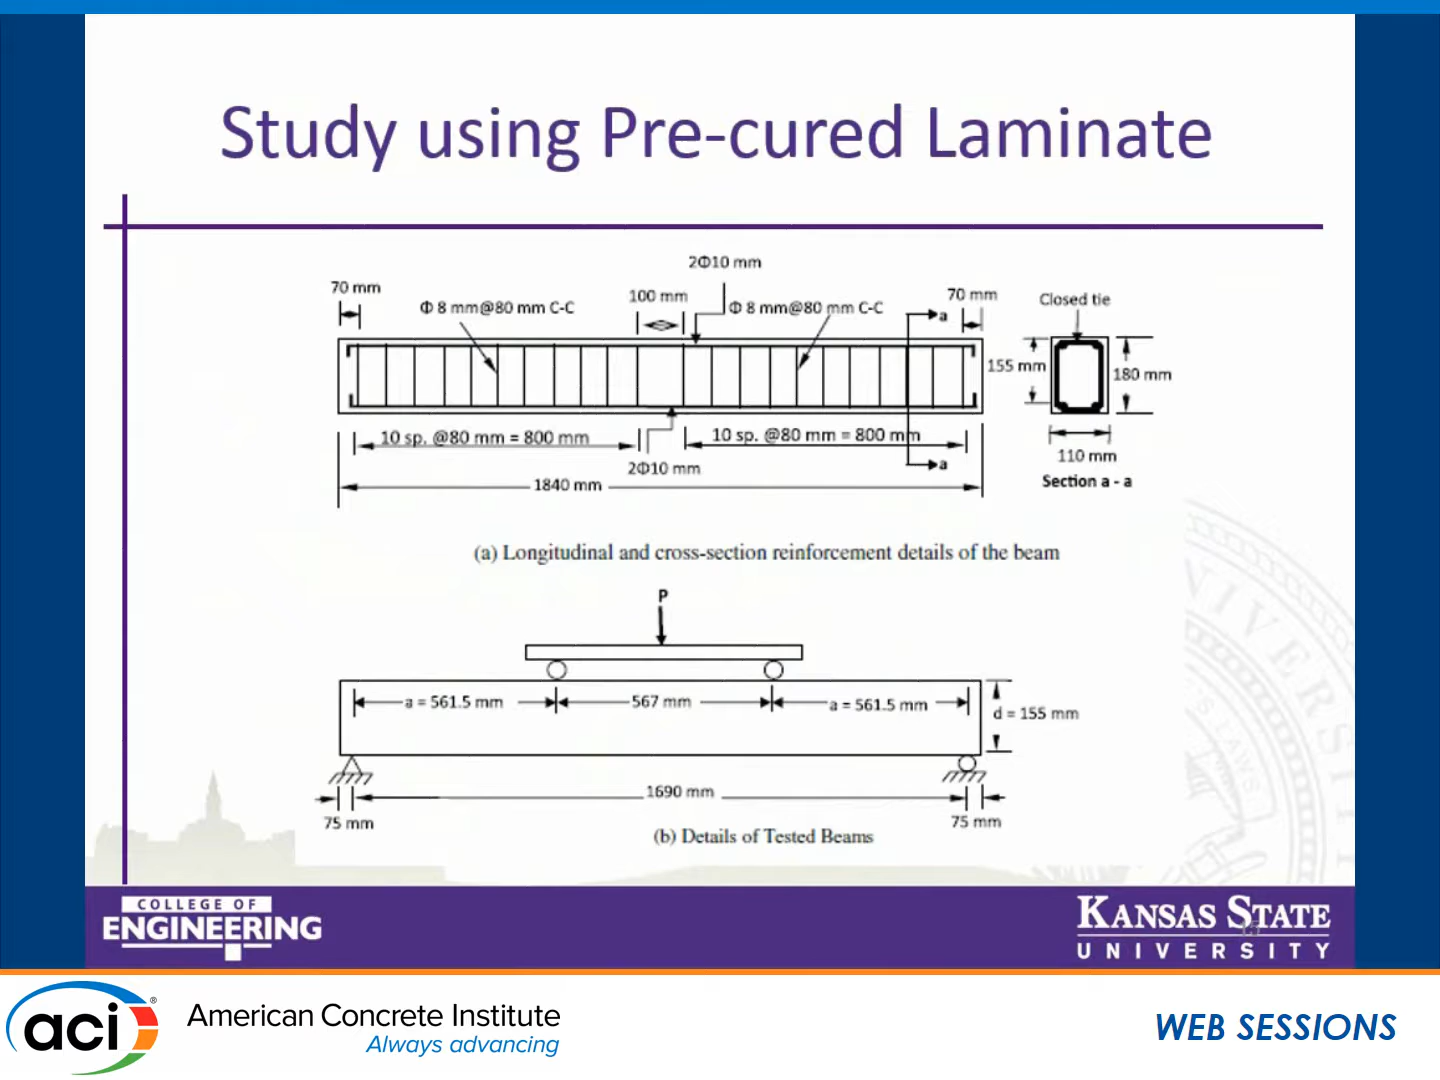 Study using Pre-cured Laminate
2Φ10 mm
70 mm
Φ 8 mm@80 mm C-C
100 mm
Φ 8 mm@80 mm C-C
70 mm
a
Closed tie
155 mm
180 mm
10 sp. @80 mm = 800 mm
10 sp. @80 mm = 800 mm
2Φ10 mm
a
110 mm
1840 mm
Section a - a
(a) Longitudinal and cross-section reinforcement details of the beam
P
a = 561.5 mm
567 mm
a = 561.5 mm
d = 155 mm
1690 mm
75 mm
75 mm
(b) Details of Tested Beams
COLLEGE OF
ENGINEERING
KANSAS STATE
UNIVERSITY
aci®
American Concrete Institute
Always advancing
WEB SESSIONS